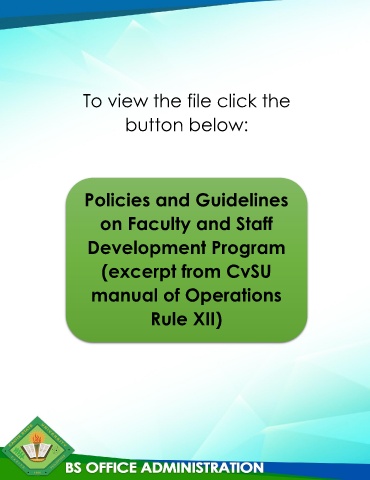 To view the file click the
button below:
Policies and Guidelines
on Faculty and Staff
Development Program
(excerpt from CvSU
manual of Operations
Rule XII)
BS OFFICE ADMINISTRATION